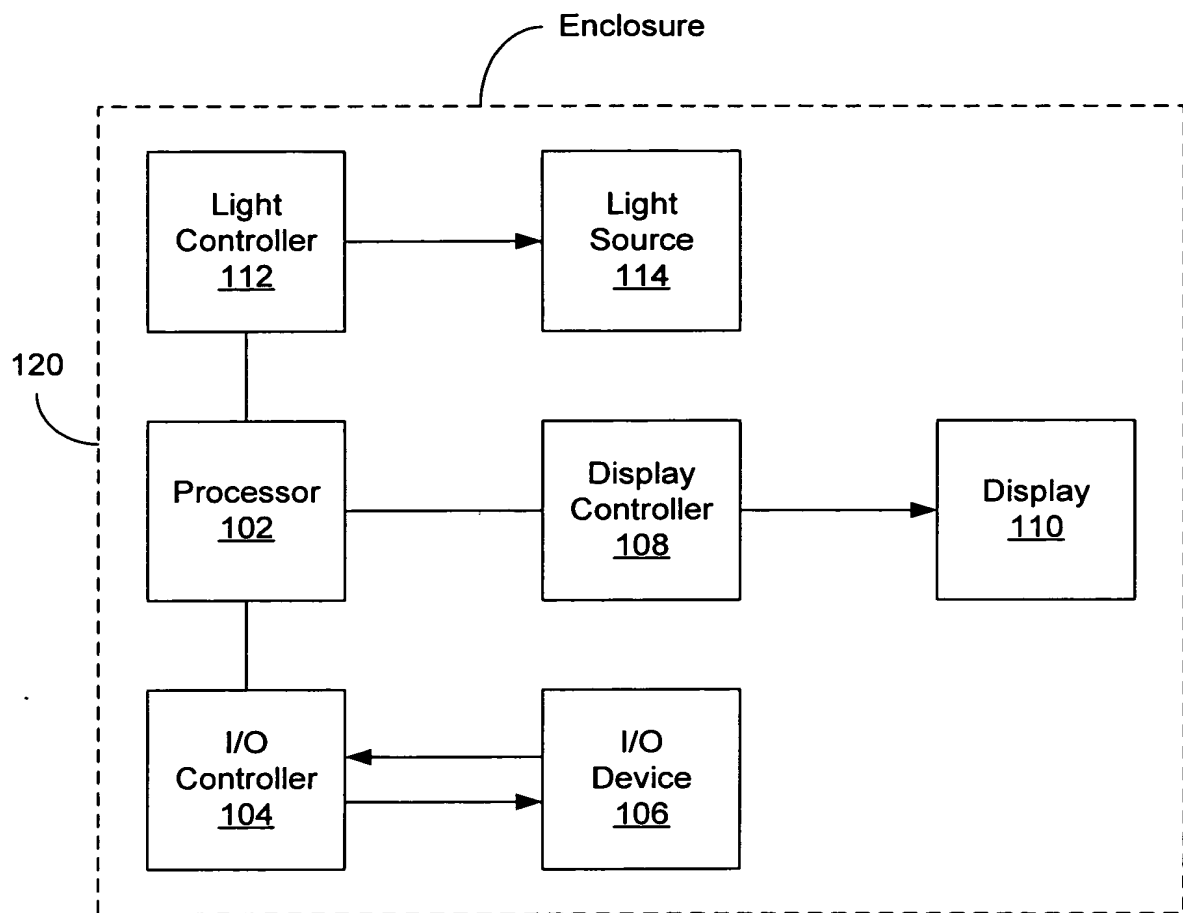 Enclosure
Light
Controller
112
Light
Source
114
120
Processor
102
Display
Controller
108
Display
110
I/O
Controller
104
I/O
Device
106